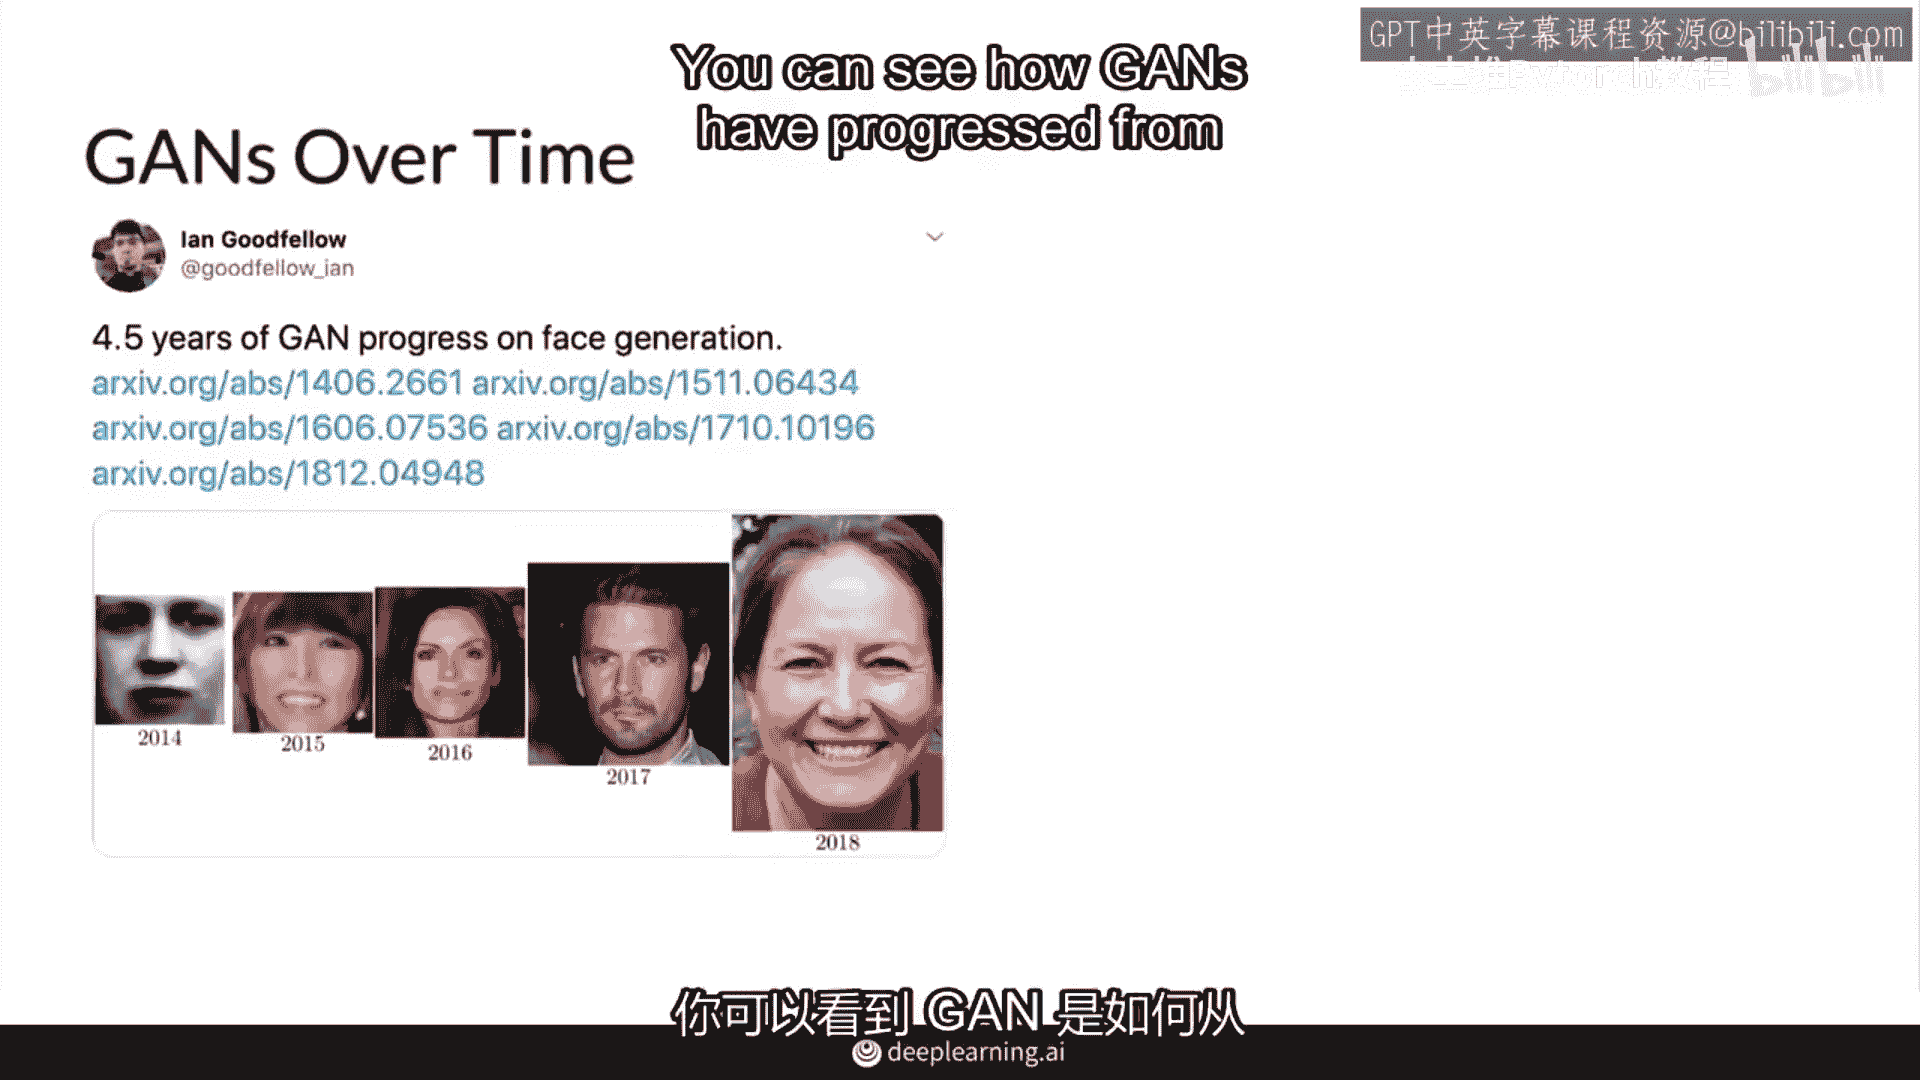 GPT中英字幕课程资源@bilibili.com
You can see how GANs
have progressed from
GANs Over Time
Ian Goodfellow
@goodfellow_ian
4.5 years of GAN progress on face generation.
arxiv.org/abs/1406.2661 arxiv.org/abs/1511.06434
arxiv.org/abs/1606.07536 arxiv.org/abs/1710.10196
arxiv.org/abs/1812.04948
2014
2015
2016
2017
2018
你可以看到 GAN 是如何从
deeplearning.ai